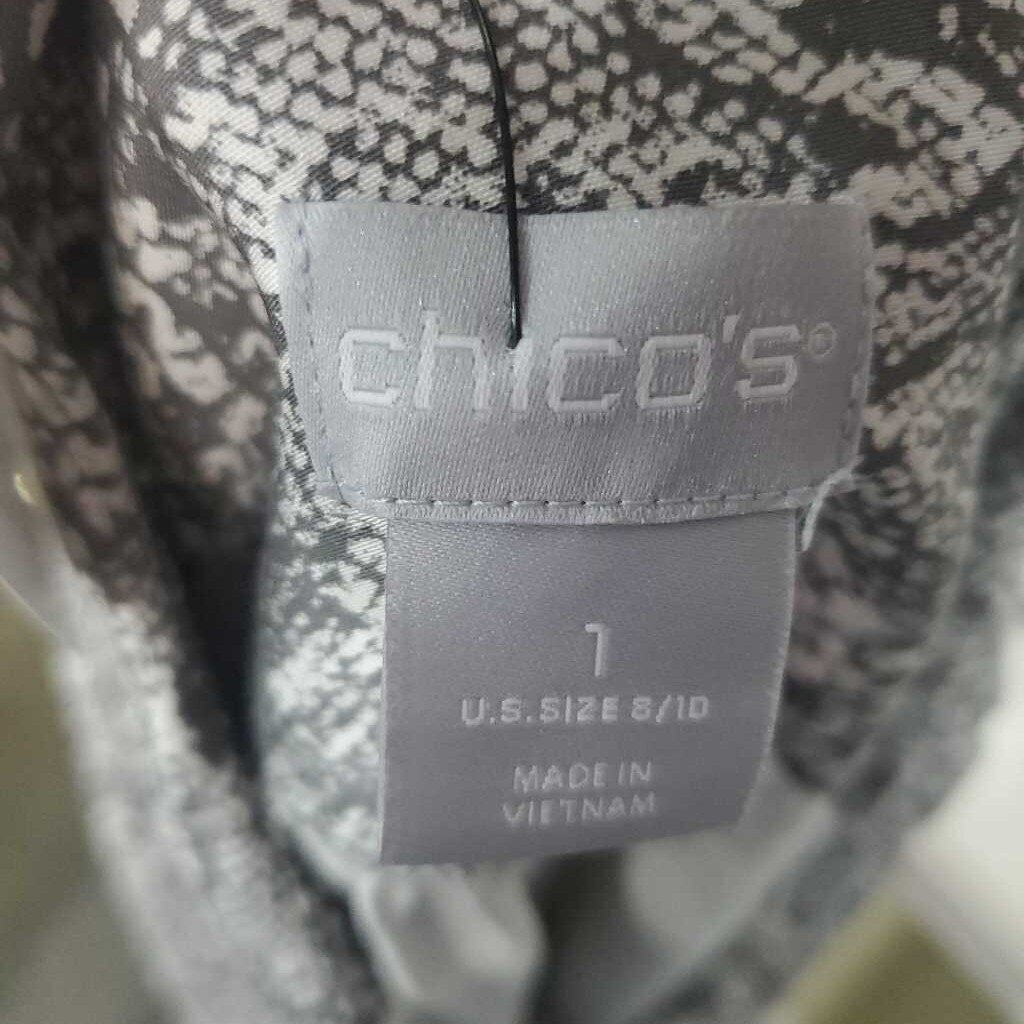 chico's®
1
U.S. SIZE 8/10
MADE IN
VIETNAM